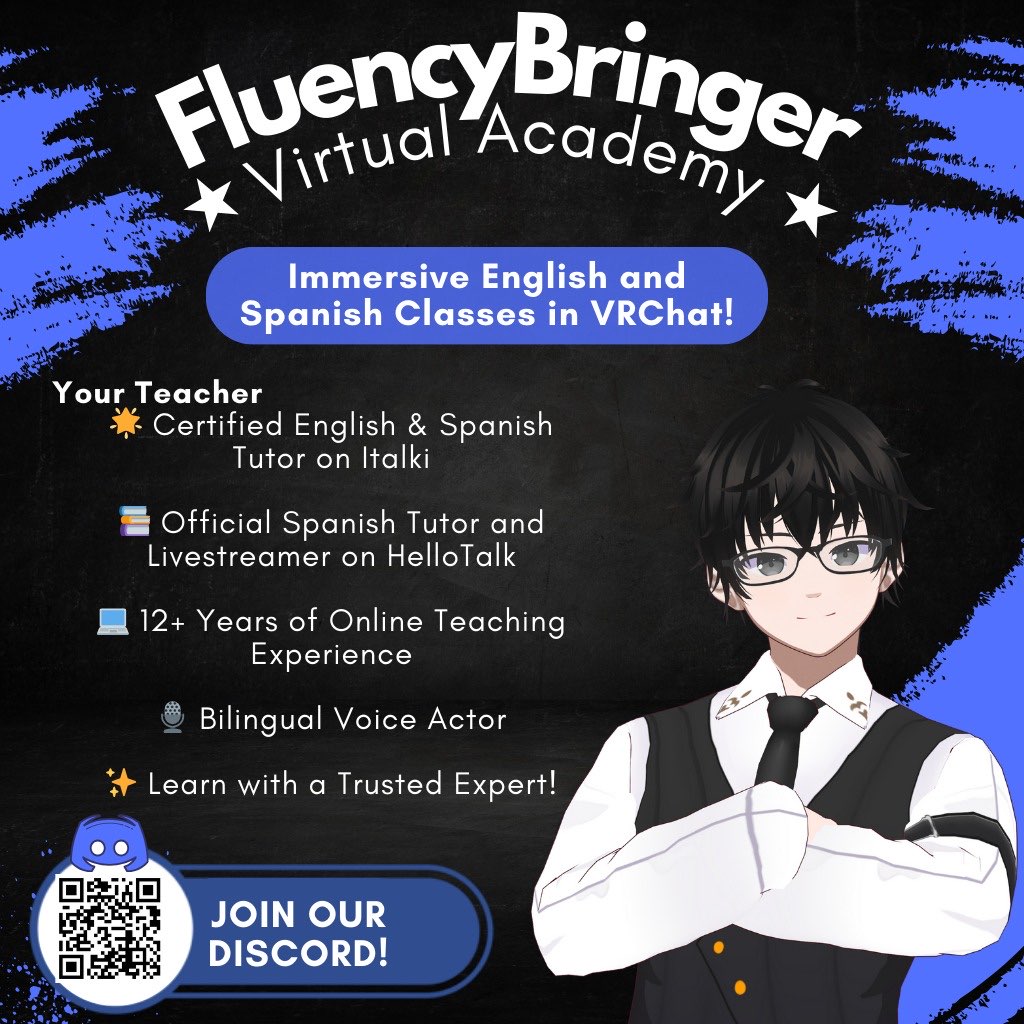 FluencyBringer
★ Virtual Academy ★
Immersive English and
Spanish Classes in VRChat!
Your Teacher
🌟 Certified English & Spanish
Tutor on Italki
📚 Official Spanish Tutor and
Livestreamer on HelloTalk
💻 12+ Years of Online Teaching
Experience
🎙️ Bilingual Voice Actor
✨ Learn with a Trusted Expert!
JOIN OUR
DISCORD!